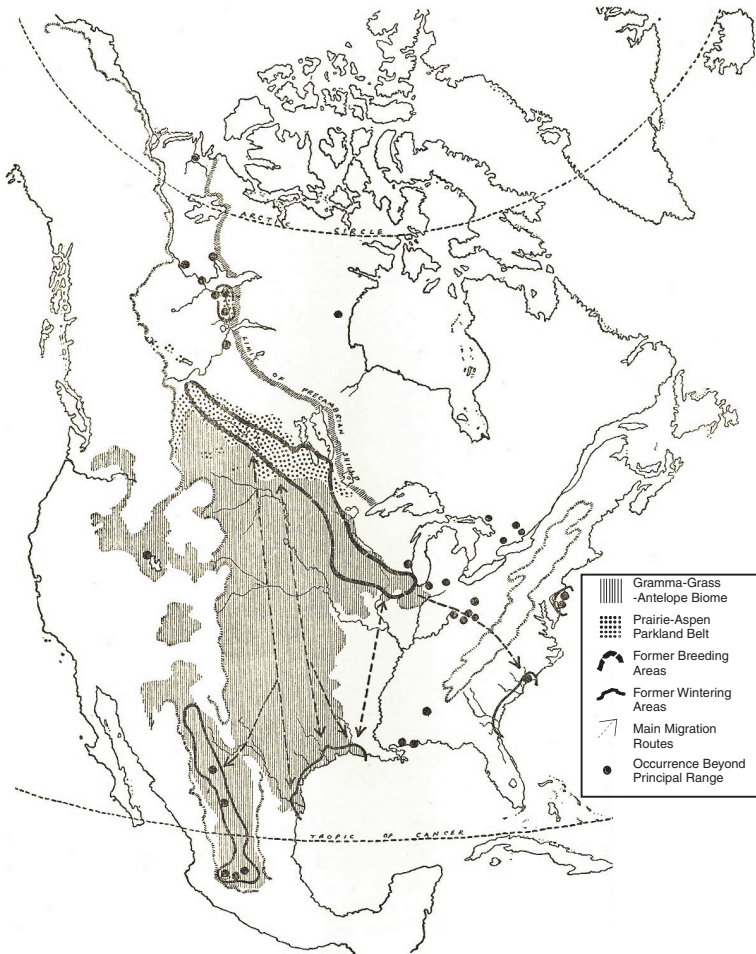 ARCTIC CIRCLE
LIMIT OF PRECAMBRIAN SHIELD
Gramma-Grass
-Antelope Biome
Prairie-Aspen
Parkland Belt
Former Breeding
Areas
Former Wintering
Areas
Main Migration
Routes
Occurrence Beyond
Principal Range
TROPIC OF CANCER